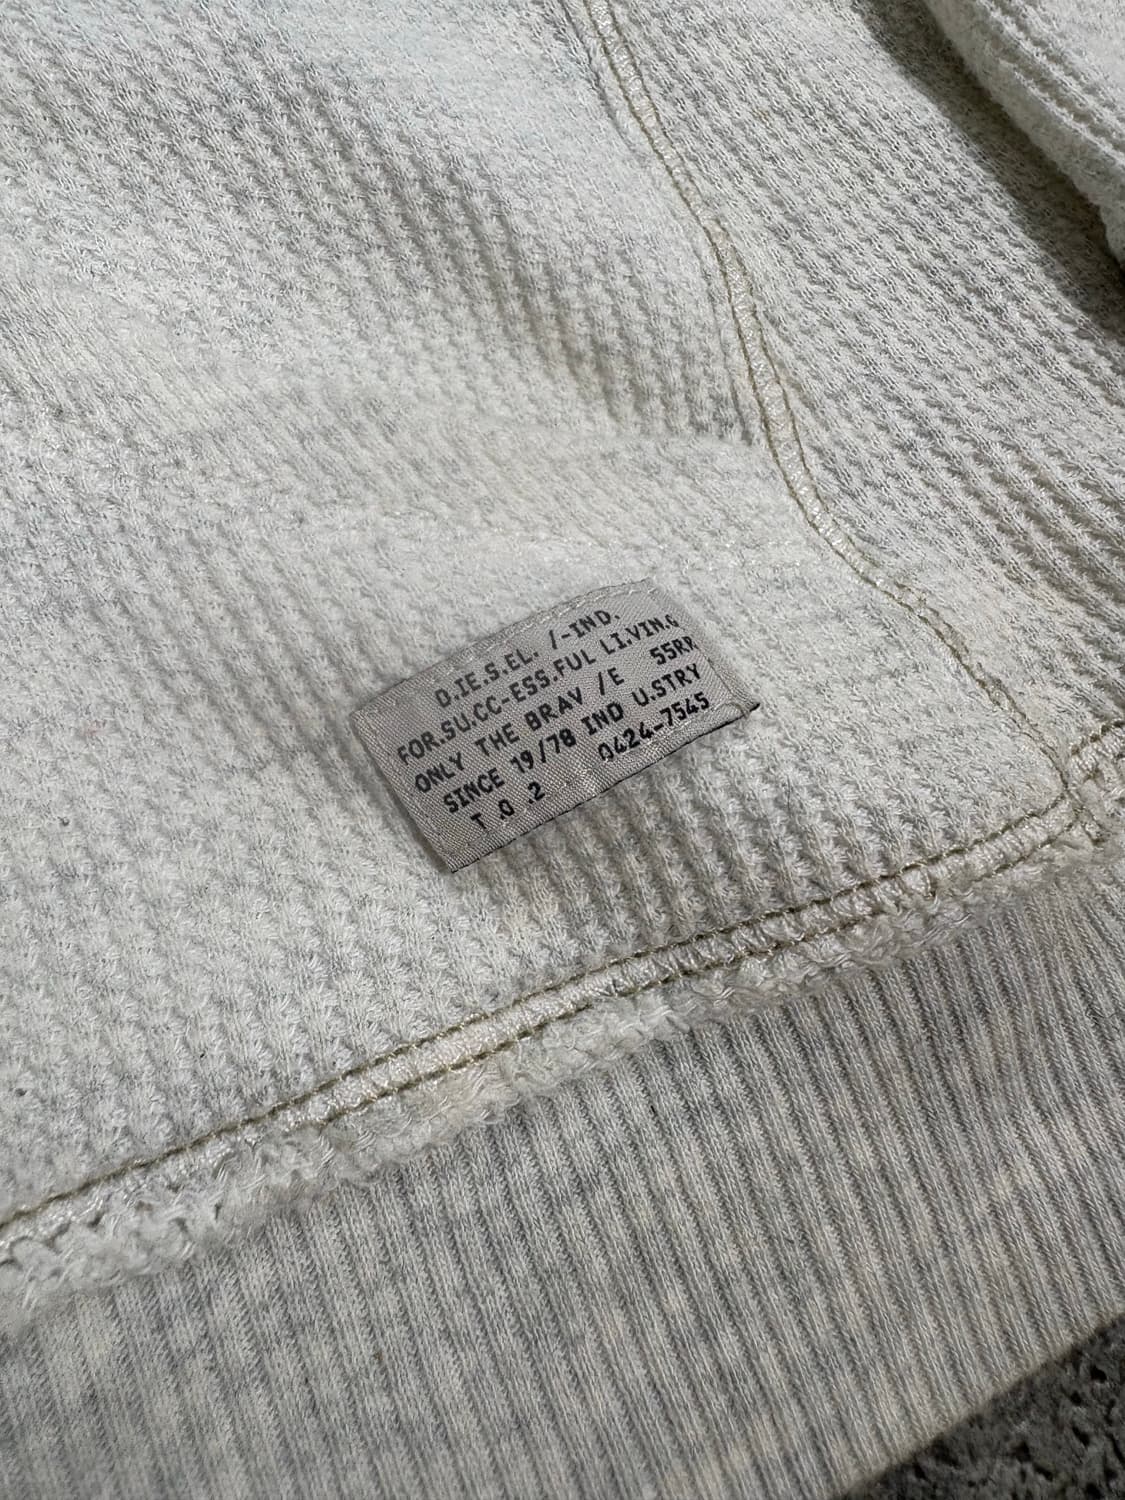 D.IE.S.EL. /-IND.
FOR.SU.CC-ESS.FUL LI.VIN.G
ONLY THE BRAV /E 55RR
SINCE 19/78 IND U.STRY
T .0 .2 0424-7545